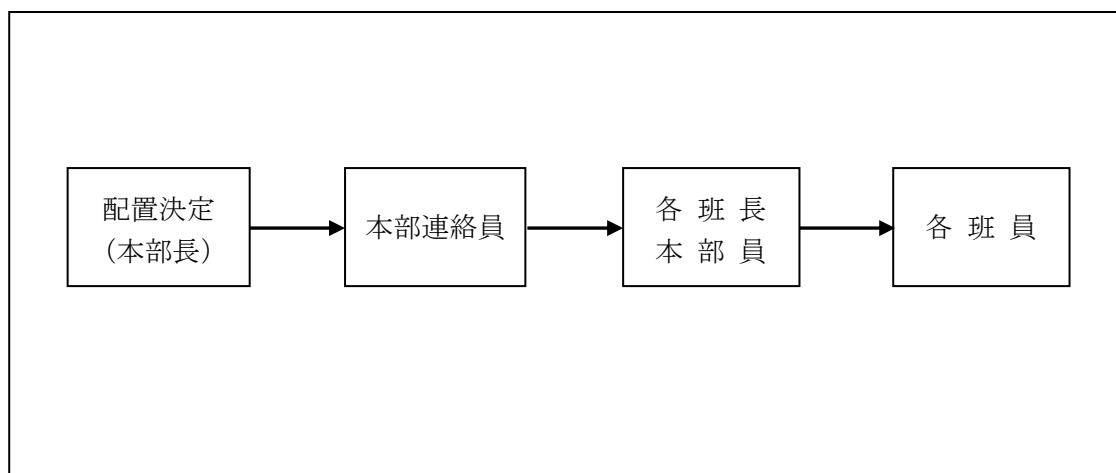 配置決定
（本部長）
本部連絡員
各 班 長
本 部 員
各 班 員